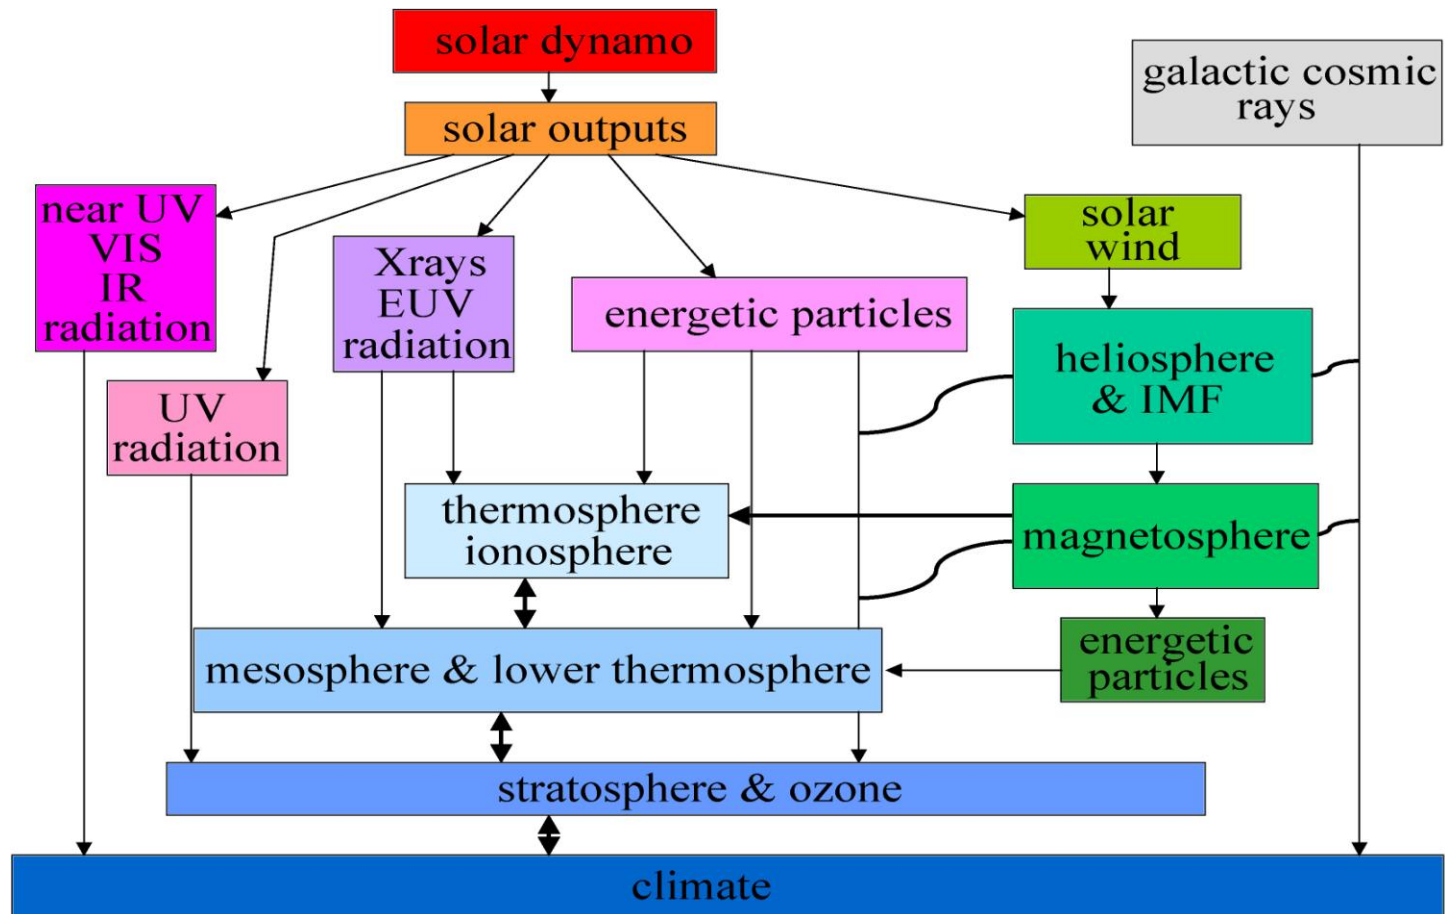 solar dynamo
galactic cosmic
rays
solar outputs
near UV
VIS
IR
radiation
solar
wind
Xrays
EUV
radiation
energetic particles
heliosphere
& IMF
UV
radiation
thermosphere
ionosphere
magnetosphere
energetic
particles
mesosphere & lower thermosphere
stratosphere & ozone
climate